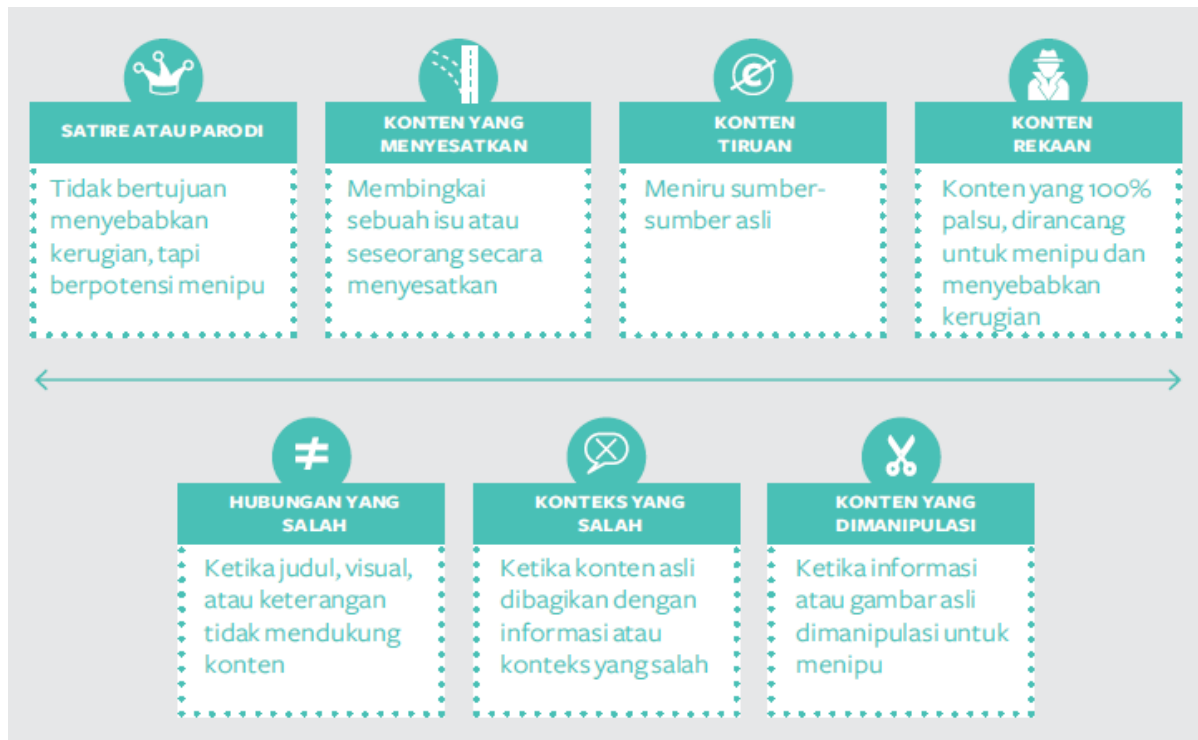 SATIRE ATAU PARODI
Tidak bertujuan
menyebabkan
kerugian, tapi
berpotensi menipu
KONTEN YANG
MENYESATKAN
Membingkai
sebuah isu atau
seseorang secara
menyesatkan
KONTEN
TIRUAN
Meniru sumber-
sumber asli
KONTEN
REKAAN
Konten yang 100%
palsu, dirancang
untuk menipu dan
menyebabkan
kerugian
HUBUNGAN YANG
SALAH
Ketika judul, visual,
atau keterangan
tidak mendukung
konten
KONTEKS YANG
SALAH
Ketika konten asli
dibagikan dengan
informasi atau
konteks yang salah
KONTEN YANG
DIMANIPULASI
Ketika informasi
atau gambar asli
dimanipulasi untuk
menipu